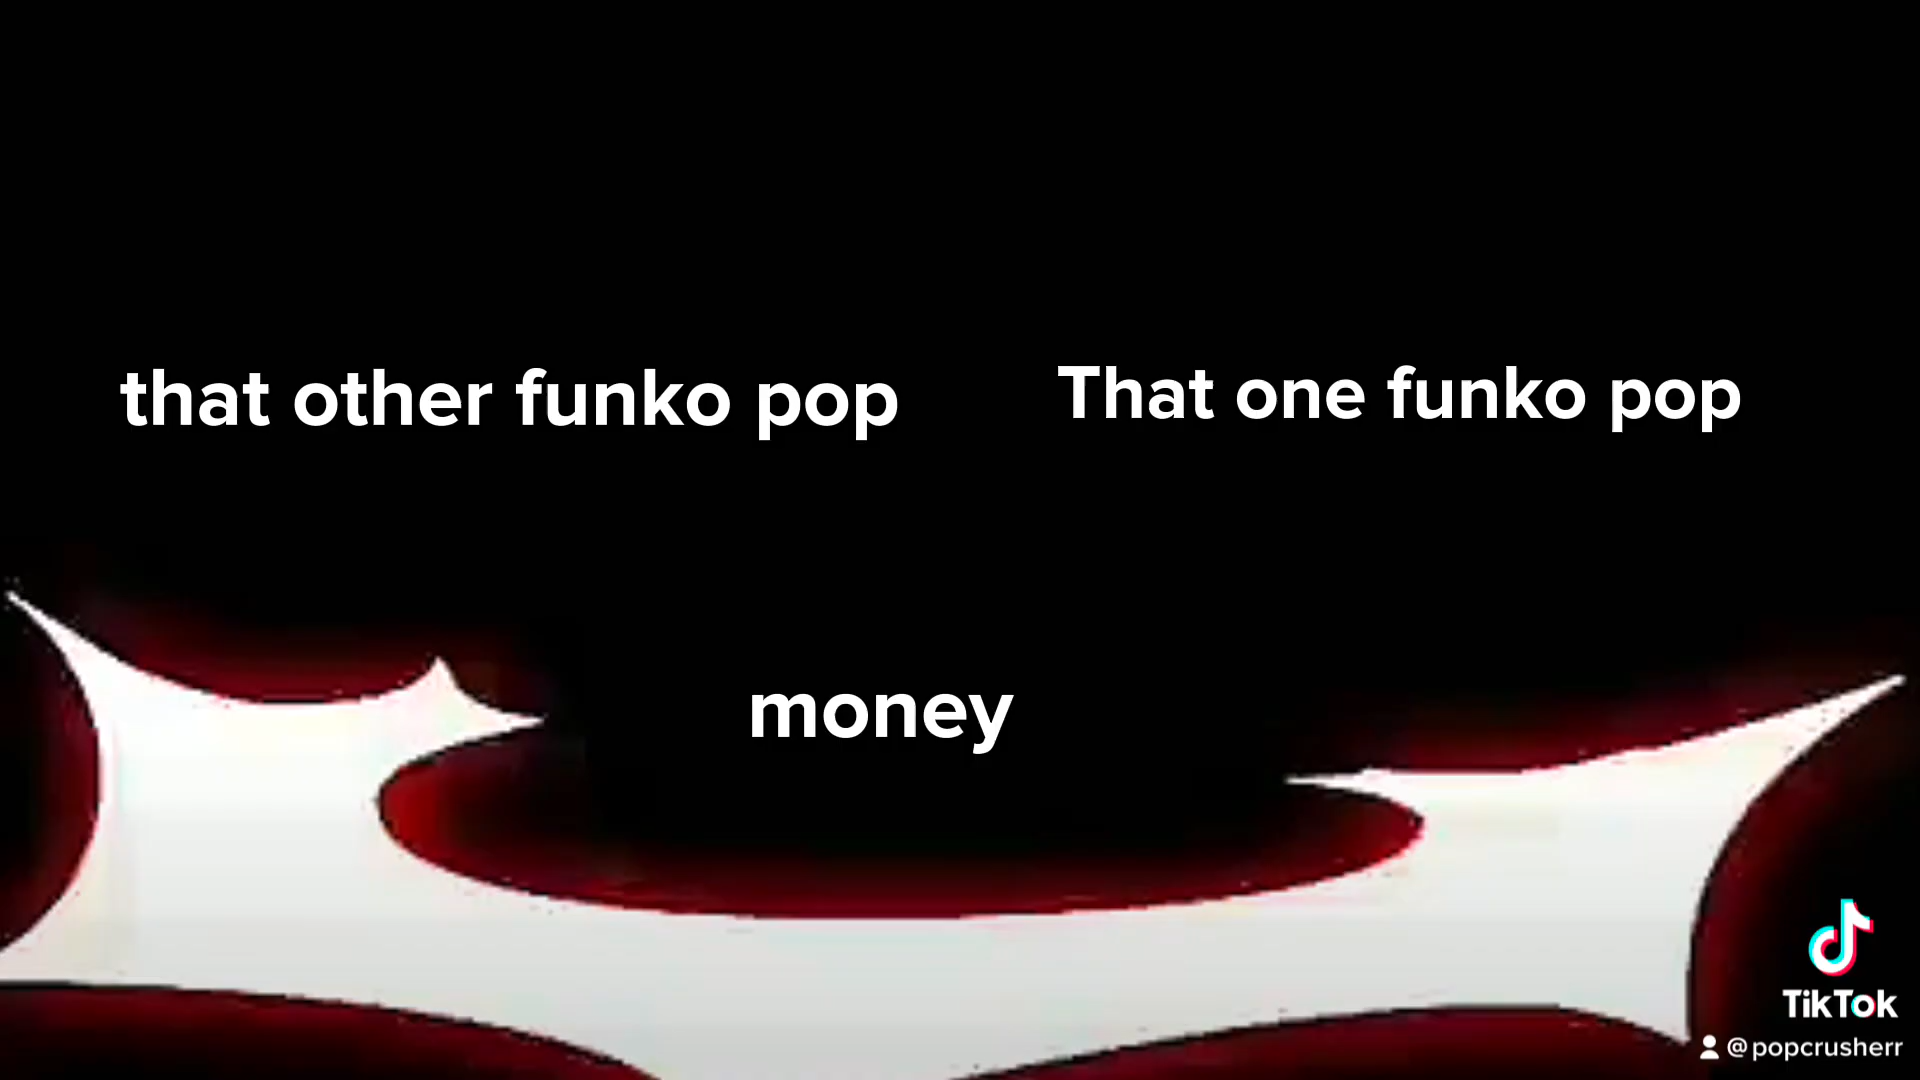 that other funko pop
That one funko pop
money
TikTok
@popcrusherr